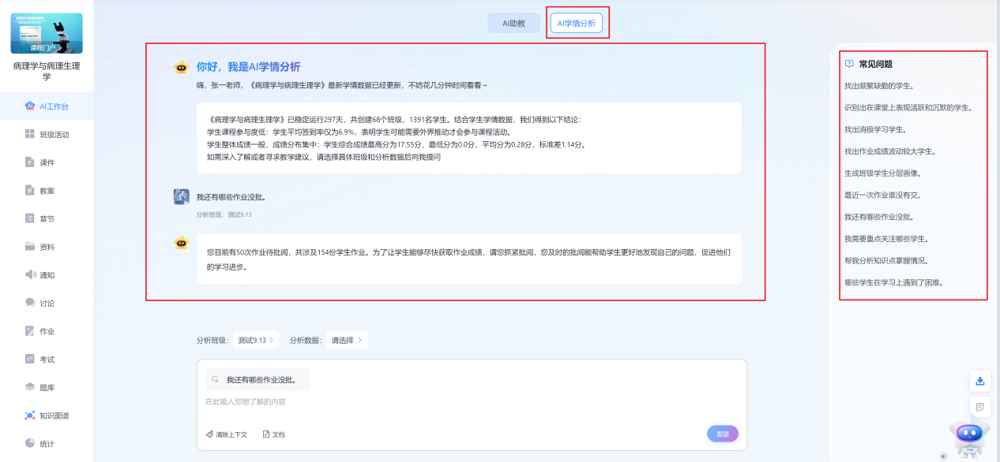 课程门户
病理学与病理生理
学
AI工作台
班级活动
课件
教案
章节
资料
通知
讨论
作业
考试
题库
知识图谱
统计
AI助教
AI学情分析
你好，我是AI学情分析
嗨，张一老师，《病理学与病理生理学》最新学情数据已经更新，不妨花几分钟时间看看~
《病理学与病理生理学》已稳定运行297天，共创建68个班级，1391名学生。结合学生学情数据，我们得到以下结论：
学生课程参与度低：学生平均签到率仅为6.9%，表明学生可能需要外界推动才会参与课程活动。
学生整体成绩一般，成绩分布集中：学生综合成绩最高分为17.55分，最低分为0.0分，平均分为0.28分，标准差1.14分。
如需深入了解或者寻求教学建议，请选择具体班级和分析数据后向我提问
我还有哪些作业没批。
分析班级：测试9.13
您目前有50次作业待批阅，共涉及154份学生作业。为了让学生能够尽快获取作业成绩，请您抓紧批阅，您及时的批阅能帮助学生更好地发现自己的问题，促进他们
的学习进步。
分析班级： 测试9.13 > 分析数据： 请选择 >
我还有哪些作业没批。
在此输入您想了解的内容
清除上下文 文档
发送
常见问题
找出频繁缺勤的学生。
识别出在课堂上表现活跃和沉默的学生。
找出消极学习学生。
找出作业成绩波动较大学生。
生成班级学生分层画像。
最近一次作业谁没有交。
我还有哪些作业没批。
我需要重点关注哪些学生。
帮我分析知识点掌握情况。
哪些学生在学习上遇到了困难。